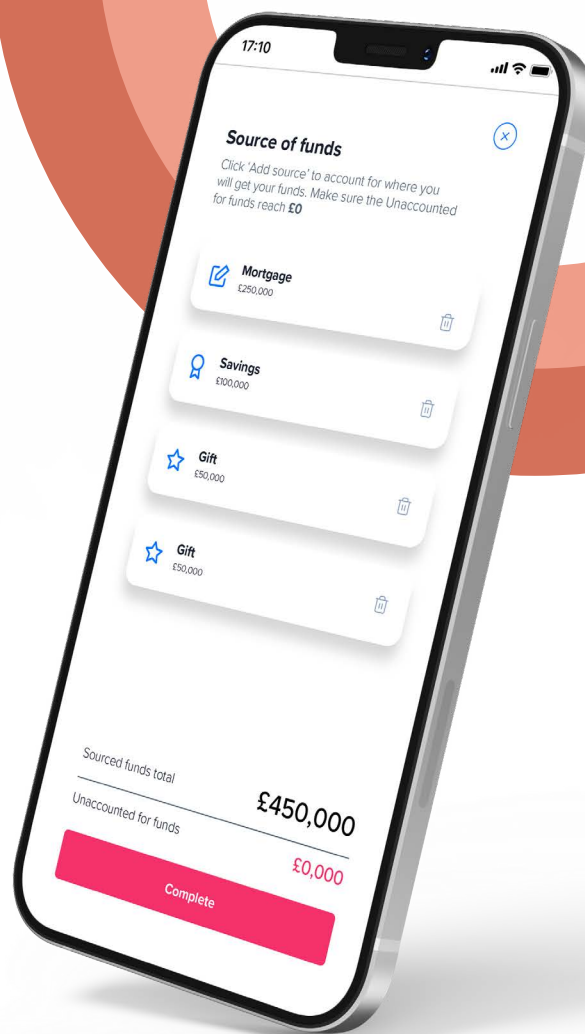 17:10
Source of funds
Click 'Add source' to account for where you
will get your funds. Make sure the Unaccounted
for funds reach £0
Mortgage
£250,000
Savings
£100,000
Gift
£50,000
Gift
£50,000
Sourced funds total
£450,000
Unaccounted for funds
£0,000
Complete